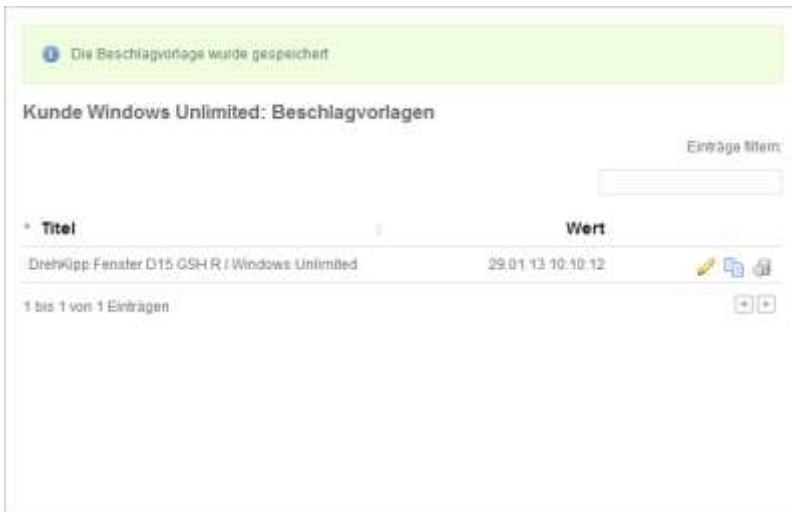 Die Beschlagvorlage wurde gespeichert
Kunde Windows Unlimited: Beschlagvorlagen
Einträge filtern:
Titel Wert
DrehKipp Fenster D15 GSH R / Windows Unlimited 29.01.13 10:10:12
1 bis 1 von 1 Einträgen